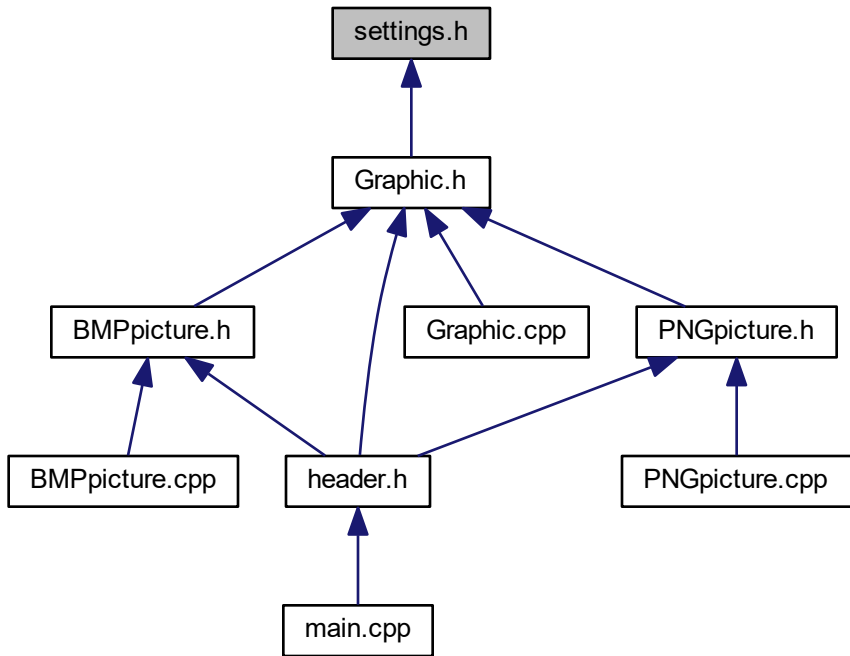 settings.h
Graphic.h
BMPpicture.h
Graphic.cpp
PNGpicture.h
BMPpicture.cpp
header.h
PNGpicture.cpp
main.cpp